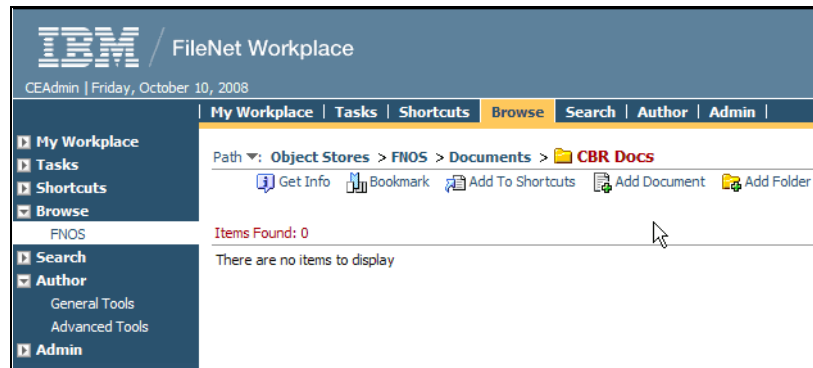 IBM / FileNet Workplace
CEAdmin | Friday, October 10, 2008
| My Workplace | Tasks | Shortcuts Browse Search | Author | Admin |
My Workplace
Tasks
Shortcuts
Browse
FNOS
Search
Author
General Tools
Advanced Tools
Admin
Path : Object Stores > FNOS > Documents > CBR Docs
Get Info Bookmark Add To Shortcuts Add Document Add Folder
Items Found: 0
There are no items to display